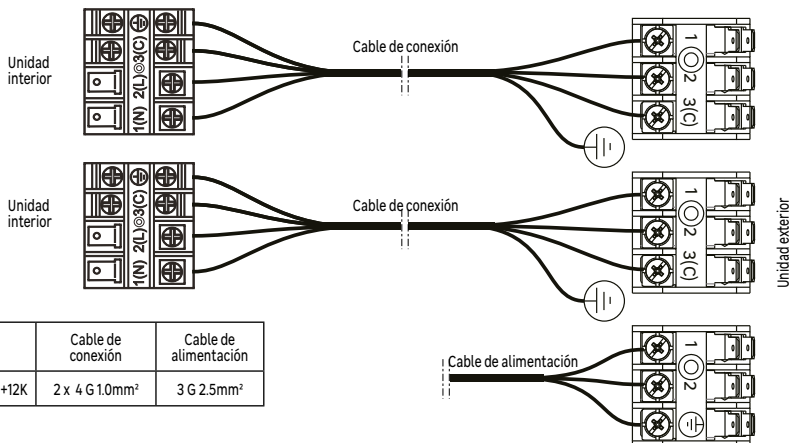 Unidad
interior
1(N) 2(L) 3(C)
Cable de conexión
1
2
3(C)
Unidad
interior
1(N) 2(L) 3(C)
Cable de conexión
1
2
3(C)
Unidad exterior
Cable de
conexión
Cable de
alimentación
+12K
2 x 4 G 1.0mm²
3 G 2.5mm²
Cable de alimentación
1
2